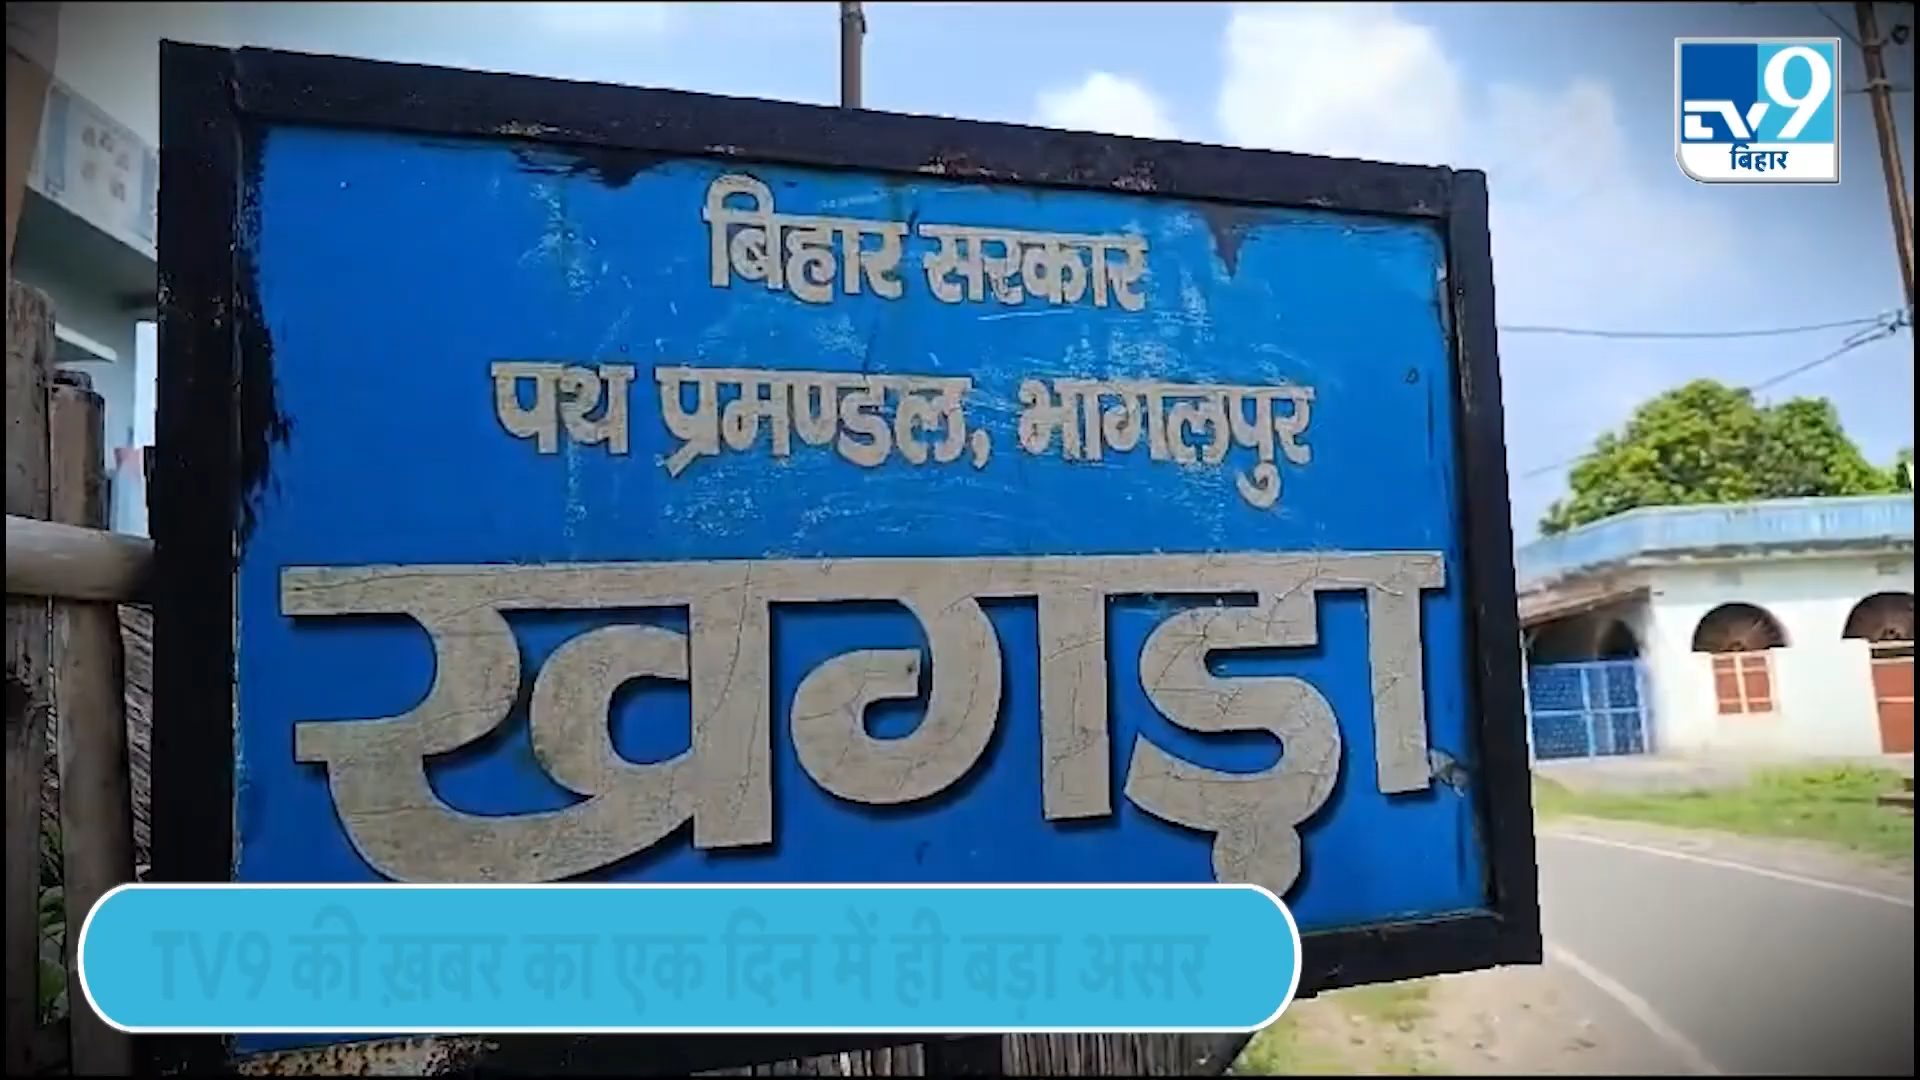 TV9
बिहार
बिहार सरकार
पथ प्रमण्डल, भागलपुर
खगड़ा
TV9 की ख़बर का एक दिन में ही बड़ा असर